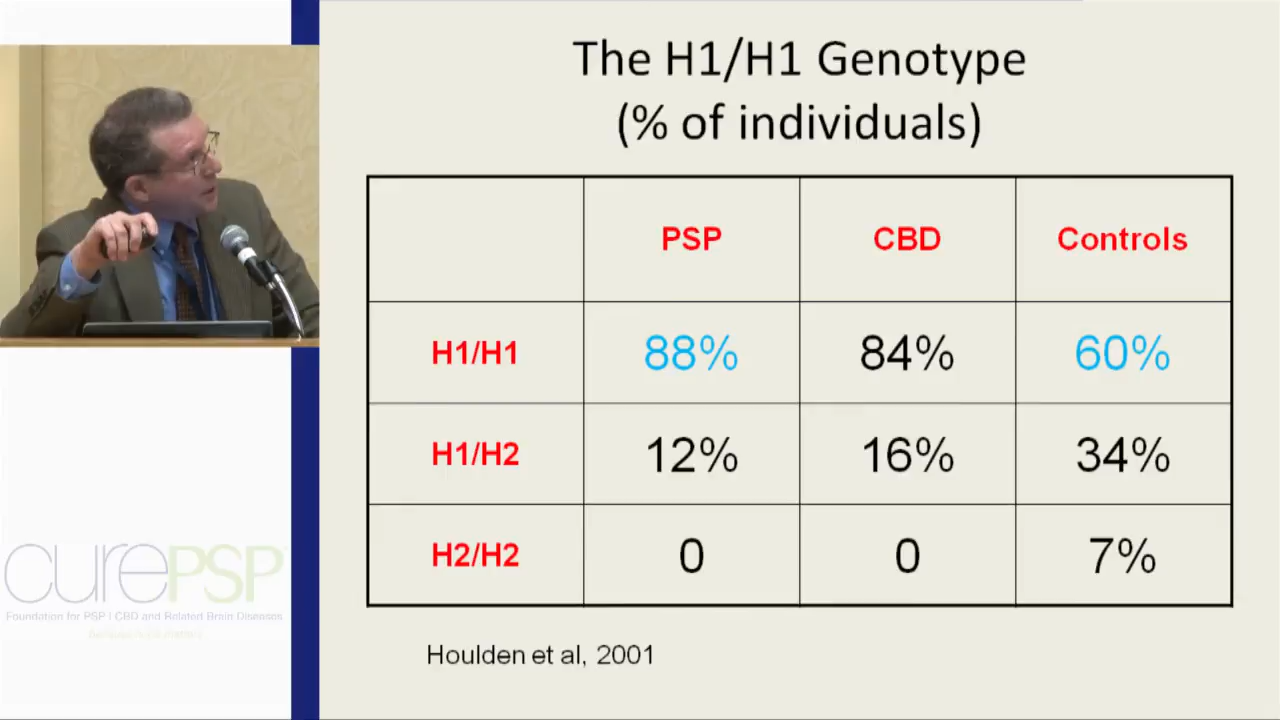 The H1/H1 Genotype
(% of individuals)
PSP CBD Controls
H1/H1 88% 84% 60%
H1/H2 12% 16% 34%
H2/H2 0 0 7%
Houlden et al, 2001
curePSP
Foundation for PSP | CBD and Related Brain Diseases